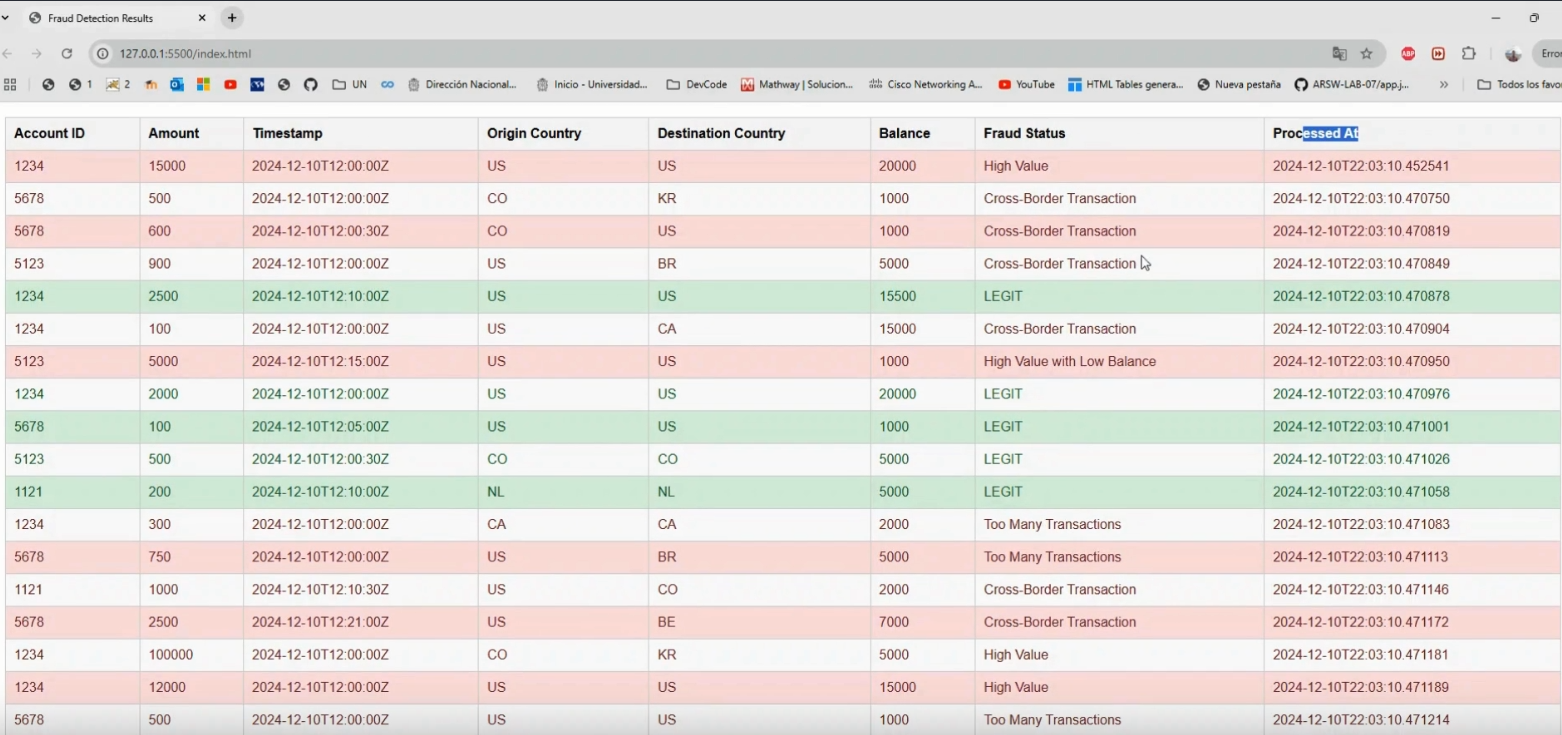 Fraud Detection Results
127.0.0.1:5500/index.html
ABP
1 2 UN Dirección Nacional... Inicio - Universidad... DevCode Mathway | Solucion... Cisco Networking A... YouTube HTML Tables genera... Nueva pestaña ARSW-LAB-07/app.j... » Todos los favo
Account ID Amount Timestamp Origin Country Destination Country Balance Fraud Status Processed At
1234 15000 2024-12-10T12:00:00Z US US 20000 High Value 2024-12-10T22:03:10.452541
5678 500 2024-12-10T12:00:00Z CO KR 1000 Cross-Border Transaction 2024-12-10T22:03:10.470750
5678 600 2024-12-10T12:00:30Z CO US 1000 Cross-Border Transaction 2024-12-10T22:03:10.470819
5123 900 2024-12-10T12:00:00Z US BR 5000 Cross-Border Transaction 2024-12-10T22:03:10.470849
1234 2500 2024-12-10T12:10:00Z US US 15500 LEGIT 2024-12-10T22:03:10.470878
1234 100 2024-12-10T12:00:00Z US CA 15000 Cross-Border Transaction 2024-12-10T22:03:10.470904
5123 5000 2024-12-10T12:15:00Z US US 1000 High Value with Low Balance 2024-12-10T22:03:10.470950
1234 2000 2024-12-10T12:00:00Z US US 20000 LEGIT 2024-12-10T22:03:10.470976
5678 100 2024-12-10T12:05:00Z US US 1000 LEGIT 2024-12-10T22:03:10.471001
5123 500 2024-12-10T12:00:30Z CO CO 5000 LEGIT 2024-12-10T22:03:10.471026
1121 200 2024-12-10T12:10:00Z NL NL 5000 LEGIT 2024-12-10T22:03:10.471058
1234 300 2024-12-10T12:00:00Z CA CA 2000 Too Many Transactions 2024-12-10T22:03:10.471083
5678 750 2024-12-10T12:00:00Z US BR 5000 Too Many Transactions 2024-12-10T22:03:10.471113
1121 1000 2024-12-10T12:10:30Z US CO 2000 Cross-Border Transaction 2024-12-10T22:03:10.471146
5678 2500 2024-12-10T12:21:00Z US BE 7000 Cross-Border Transaction 2024-12-10T22:03:10.471172
1234 100000 2024-12-10T12:00:00Z CO KR 5000 High Value 2024-12-10T22:03:10.471181
1234 12000 2024-12-10T12:00:00Z US US 15000 High Value 2024-12-10T22:03:10.471189
5678 500 2024-12-10T12:00:00Z US US 1000 Too Many Transactions 2024-12-10T22:03:10.471214